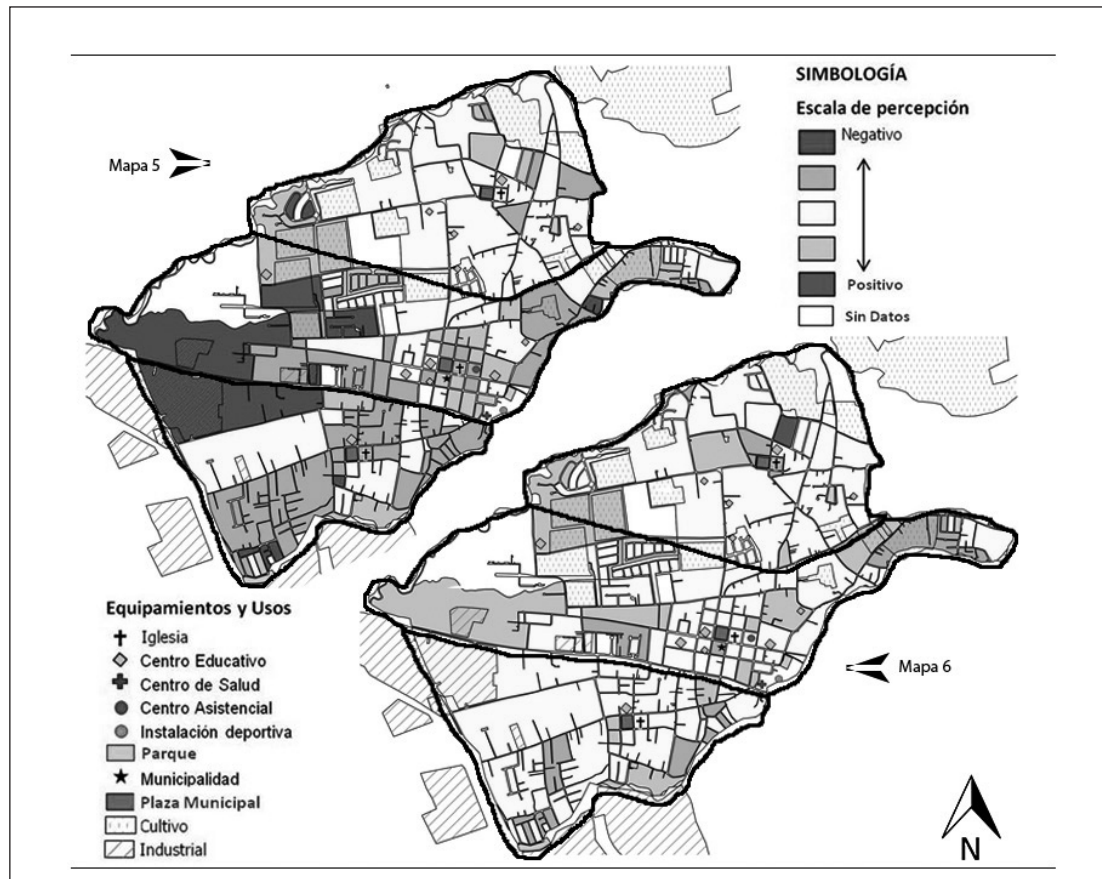 SIMBOLOGÍA
Escala de percepción
Negativo
Positivo
Sin Datos
Mapa 5
Equipamientos y Usos
Iglesia
Centro Educativo
Centro de Salud
Centro Asistencial
Instalación deportiva
Parque
Municipalidad
Plaza Municipal
Cultivo
Industrial
Mapa 6
N